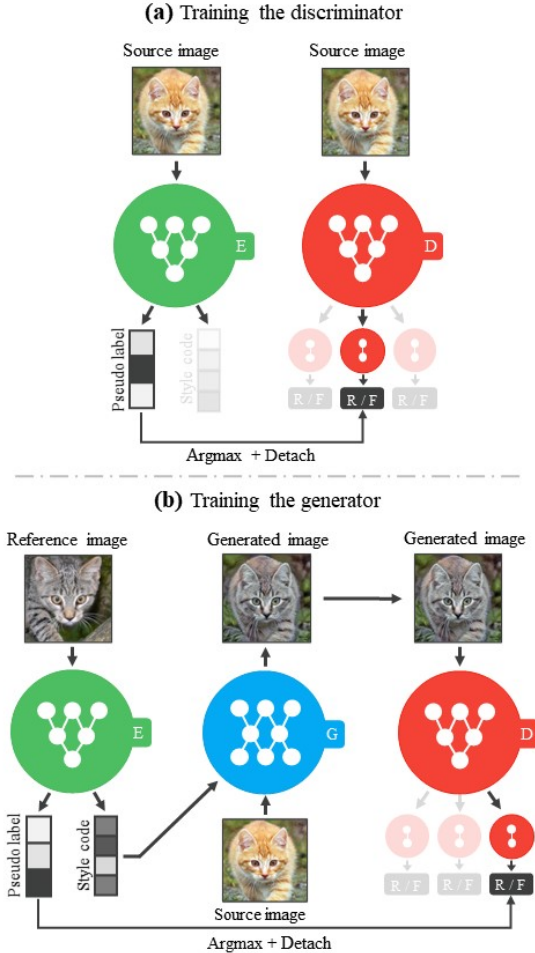 (a) Training the discriminator
Source image
Source image
E
D
Pseudo label
Style code
R / F
R / F
R / F
Argmax + Detach
(b) Training the generator
Reference image
Generated image
Generated image
E
G
D
Pseudo label
Style code
Source image
R / F
R / F
R / F
Argmax + Detach